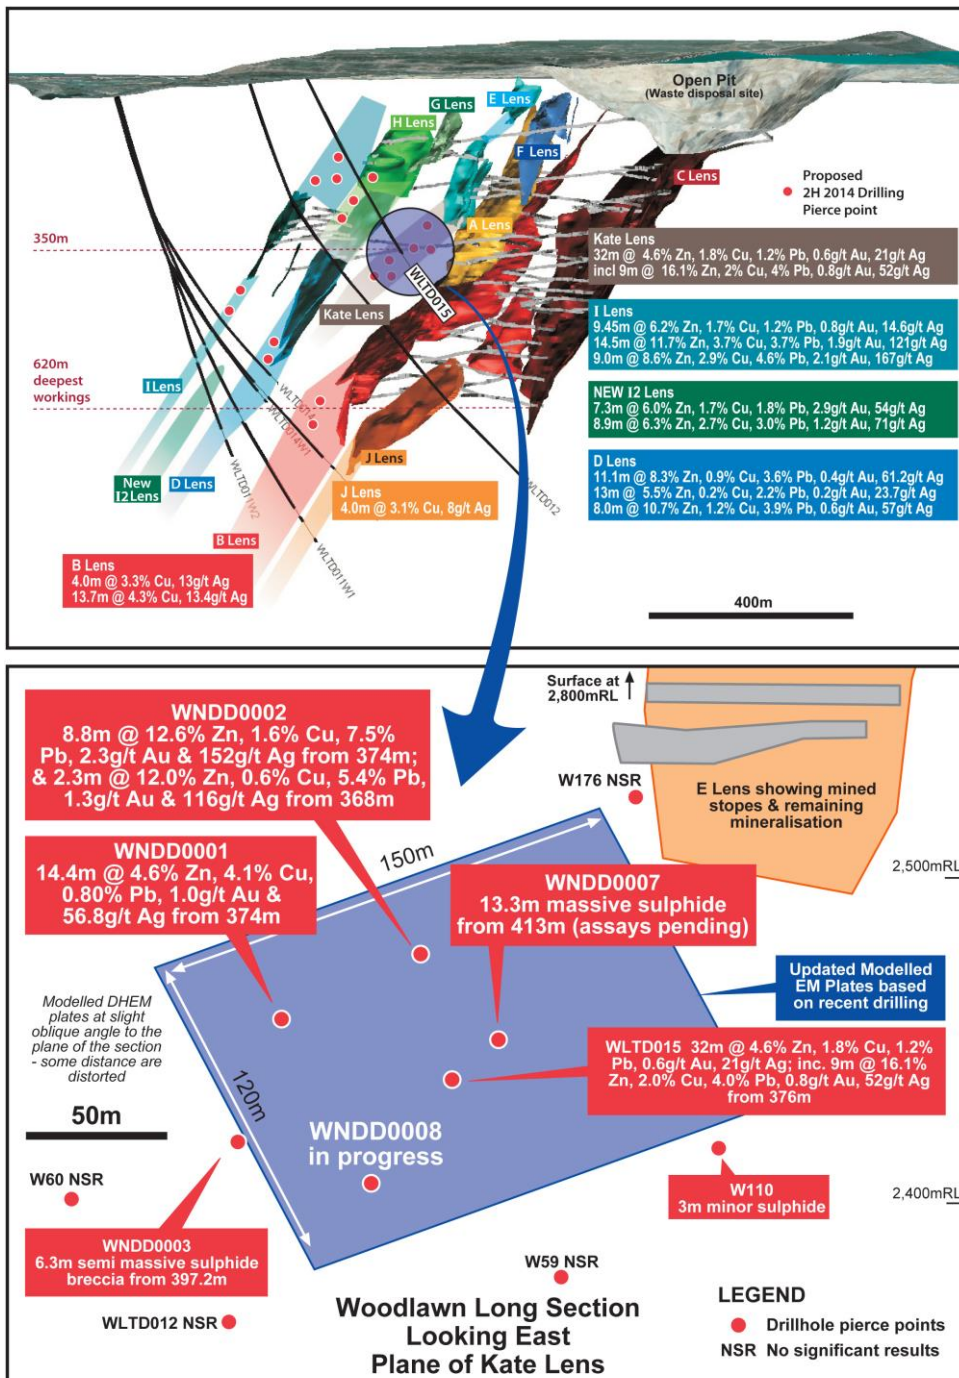 Open Pit
(Waste disposal site)
E Lens
G Lens
H Lens
F Lens
C Lens
Proposed
2H 2014 Drilling
Pierce point
A Lens
350m
WLTD015
Kate Lens
Kate Lens
32m @ 4.6% Zn, 1.8% Cu, 1.2% Pb, 0.6g/t Au, 21g/t Ag
incl 9m @ 16.1% Zn, 2% Cu, 4% Pb, 0.8g/t Au, 52g/t Ag
I Lens
9.45m @ 6.2% Zn, 1.7% Cu, 1.2% Pb, 0.8g/t Au, 14.6g/t Ag
14.5m @ 11.7% Zn, 3.7% Cu, 3.7% Pb, 1.9g/t Au, 121g/t Ag
9.0m @ 8.6% Zn, 2.9% Cu, 4.6% Pb, 2.1g/t Au, 167g/t Ag
620m
deepest
workings
I Lens
WLTD014
WLTD014W1
NEW I2 Lens
7.3m @ 6.0% Zn, 1.7% Cu, 1.8% Pb, 2.9g/t Au, 54g/t Ag
8.9m @ 6.3% Zn, 2.7% Cu, 3.0% Pb, 1.2g/t Au, 71g/t Ag
D Lens
11.1m @ 8.3% Zn, 0.9% Cu, 3.6% Pb, 0.4g/t Au, 61.2g/t Ag
13m @ 5.5% Zn, 0.2% Cu, 2.2% Pb, 0.2g/t Au, 23.7g/t Ag
8.0m @ 10.7% Zn, 1.2% Cu, 3.9% Pb, 0.6g/t Au, 57g/t Ag
New
I2 Lens
D Lens
WLTD011W2
J Lens
J Lens
4.0m @ 3.1% Cu, 8g/t Ag
WLTD012
B Lens
WLTD011W1
B Lens
4.0m @ 3.3% Cu, 13g/t Ag
13.7m @ 4.3% Cu, 13.4g/t Ag
400m
Surface at
2,800mRL
WNDD0002
8.8m @ 12.6% Zn, 1.6% Cu, 7.5%
Pb, 2.3g/t Au & 152g/t Ag from 374m;
& 2.3m @ 12.0% Zn, 0.6% Cu, 5.4% Pb,
1.3g/t Au & 116g/t Ag from 368m
W176 NSR
E Lens showing mined
stopes & remaining
mineralisation
2,500mRL
WNDD0001
14.4m @ 4.6% Zn, 4.1% Cu,
0.80% Pb, 1.0g/t Au &
56.8g/t Ag from 374m
150m
WNDD0007
13.3m massive sulphide
from 413m (assays pending)
Updated Modelled
EM Plates based
on recent drilling
Modelled DHEM
plates at slight
oblique angle to the
plane of the section
- some distance are
distorted
WLTD015 32m @ 4.6% Zn, 1.8% Cu, 1.2%
Pb, 0.6g/t Au, 21g/t Ag; inc. 9m @ 16.1%
Zn, 2.0% Cu, 4.0% Pb, 0.8g/t Au, 52g/t Ag
from 376m
120m
50m
WNDD0008
in progress
W60 NSR
W110
3m minor sulphide
2,400mRL
WNDD0003
6.3m semi massive sulphide
breccia from 397.2m
W59 NSR
WLTD012 NSR
Woodlawn Long Section
Looking East
Plane of Kate Lens
LEGEND
Drillhole pierce points
NSR No significant results